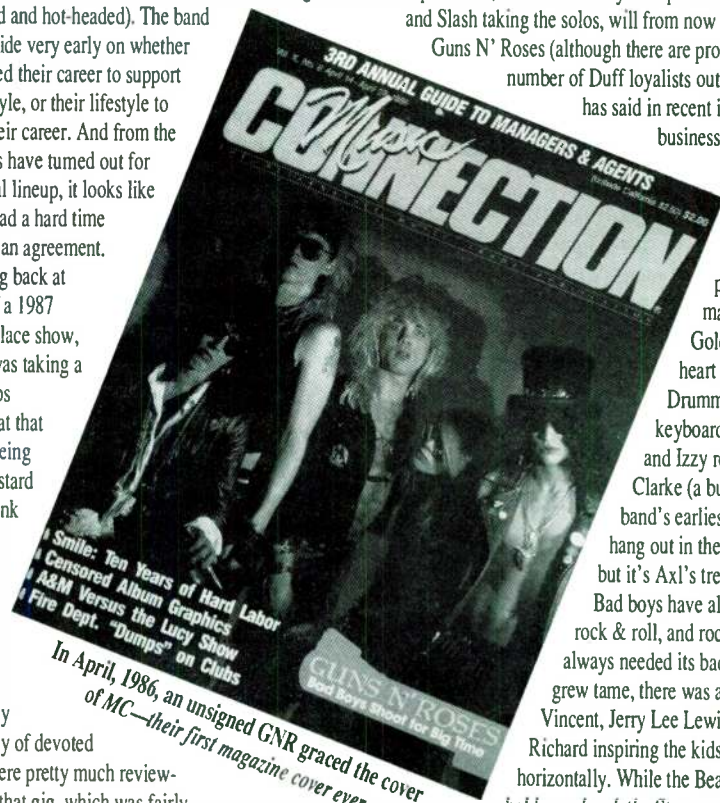 d and hot-headed). The band
ide very early on whether
ed their career to support
yle, or their lifestyle to
eir career. And from the
s have turned out for
al lineup, it looks like
ad a hard time
an agreement.
g back at
a 1987
lace show,
vas taking a
os
at that
eing
stard
nk
y
y of devoted
ere pretty much review-
that gig, which was fairly
3RD ANNUAL GUIDE TO MANAGERS & AGENTS
Music
CONNECTION
$2.00
Smile: Ten Years of Hard Labor
Censored Album Graphics
A&M Versus the Lucy Show
Fire Dept. "Dumps" on Clubs
GUNS N' ROSES
Bad Boys Shoot for Big Time
In April, 1986, an unsigned GNR graced the cover
of MC—their first magazine cover ever
and Slash taking the solos, will from now
Guns N' Roses (although there are pro
number of Duff loyalists out
has said in recent i
business
p
ma
Gol
heart
Drumm
keyboar
and Izzy r
Clarke (a bu
band's earlies
hang out in the
but it's Axl's tre
Bad boys have al
rock & roll, and roc
always needed its ba
grew tame, there was a
Vincent, Jerry Lee Lewi
Richard inspiring the kids
horizontally. While the Bea